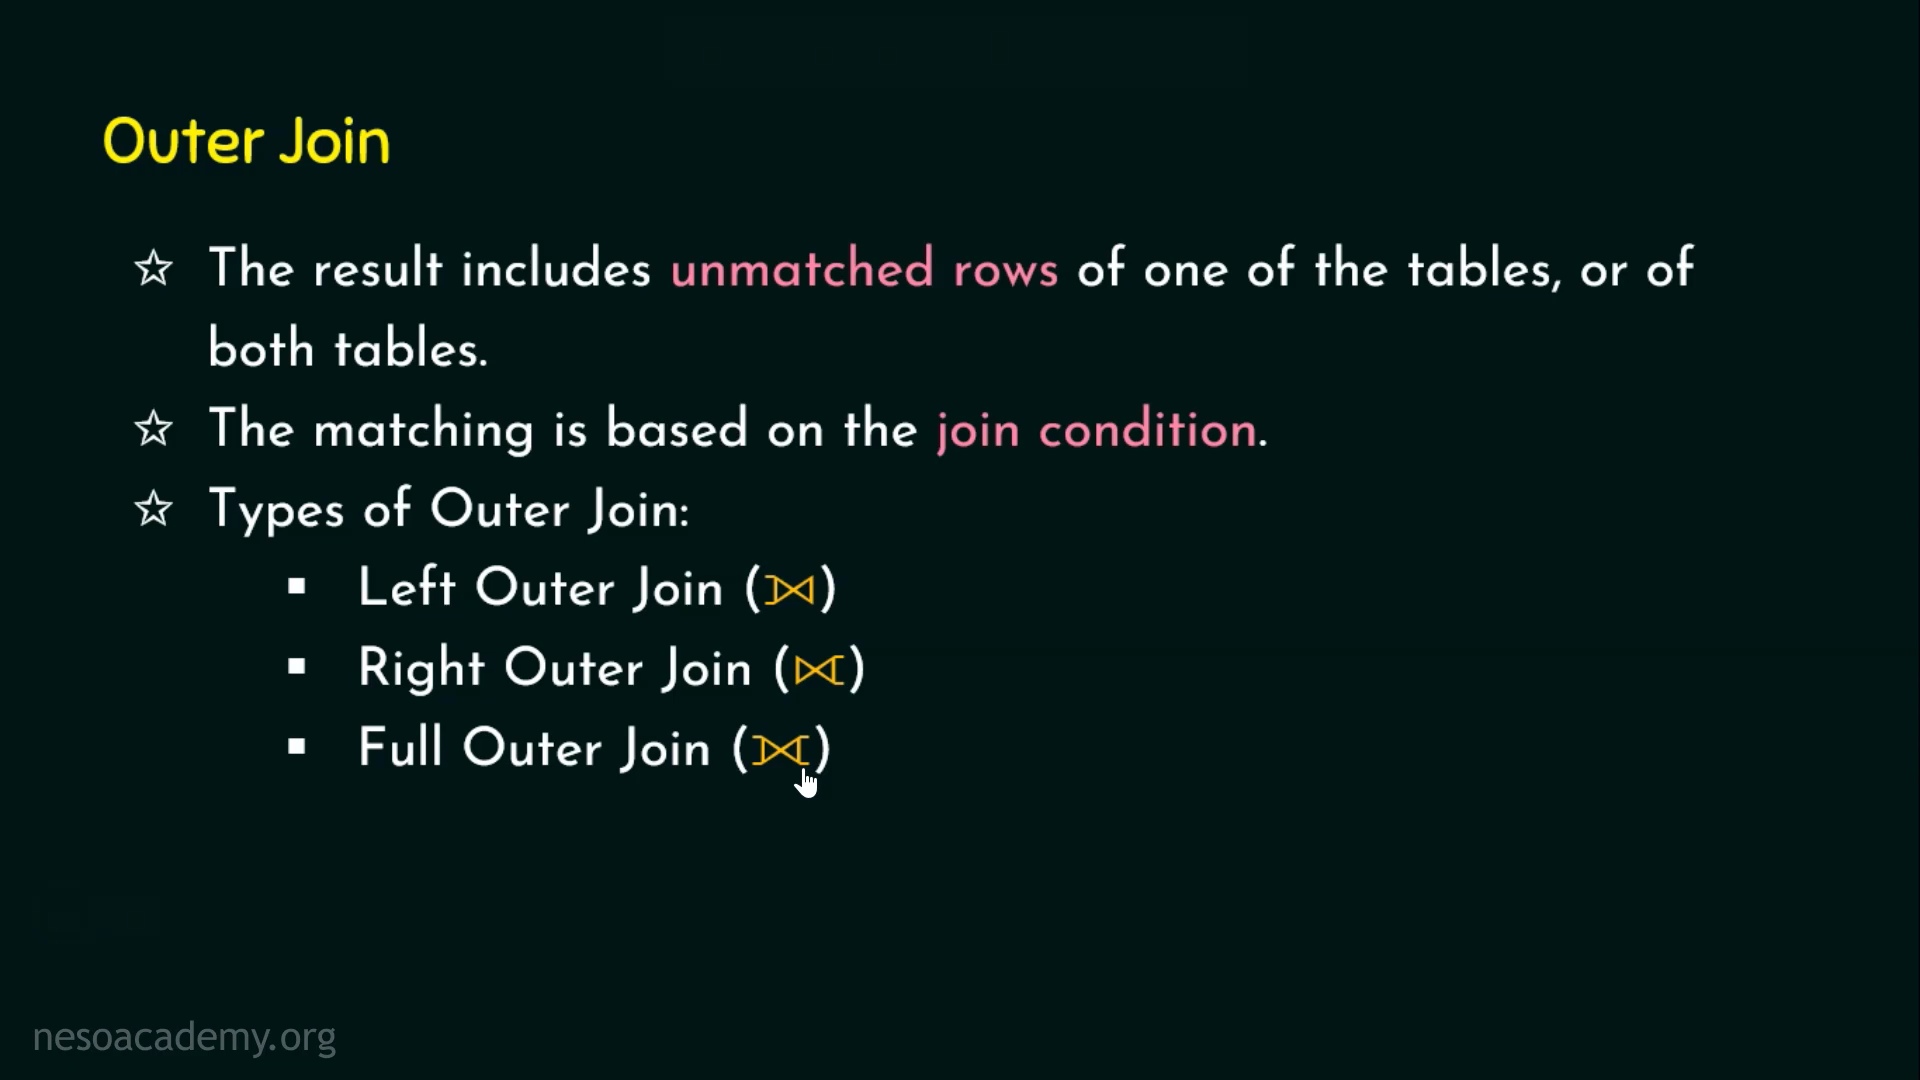 Outer Join
☆ The result includes unmatched rows of one of the tables, or of
both tables.
☆ The matching is based on the join condition.
☆ Types of Outer Join:
▪ Left Outer Join (⟕)
▪ Right Outer Join (⟖)
▪ Full Outer Join (⟗)
nesoacademy.org